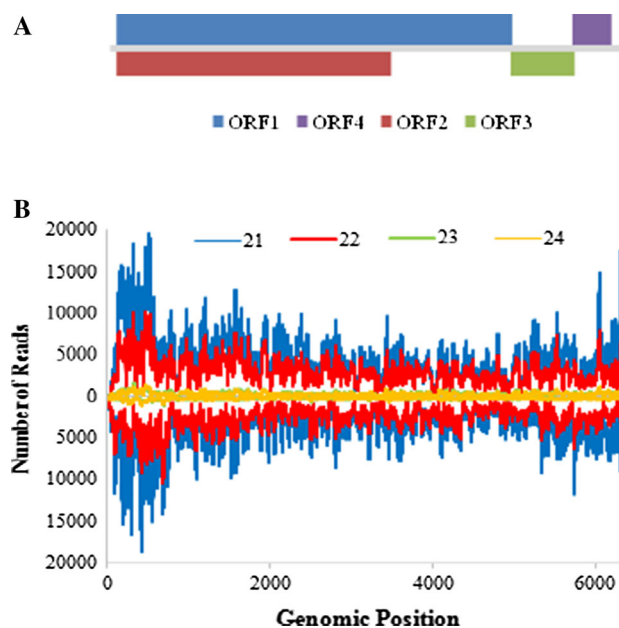 A
ORF1 ORF4 ORF2 ORF3
B
21 22 23 24
20000
15000
10000
5000
0
5000
10000
15000
20000
Number of Reads
0 2000 4000 6000
Genomic Position